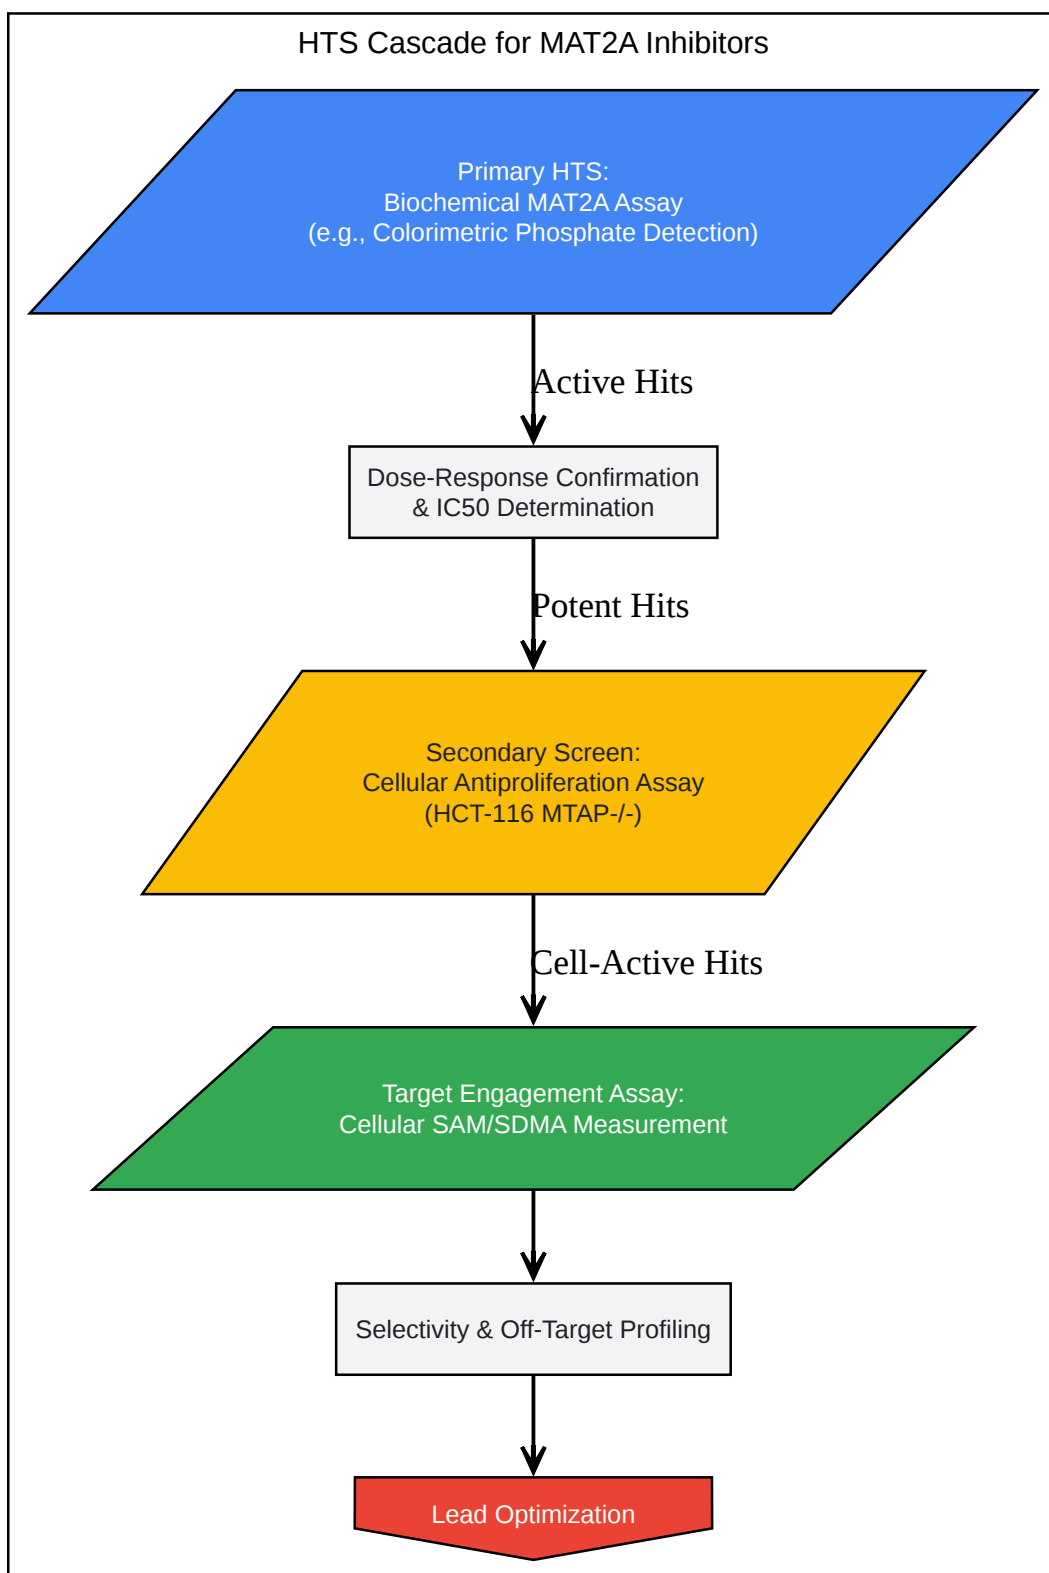 HTS Cascade for MAT2A Inhibitors
Primary HTS:
Biochemical MAT2A Assay
(e.g., Colorimetric Phosphate Detection)
Active Hits
Dose-Response Confirmation
& IC50 Determination
Potent Hits
Secondary Screen:
Cellular Antiproliferation Assay
(HCT-116 MTAP-/-)
Cell-Active Hits
Target Engagement Assay:
Cellular SAM/SDMA Measurement
Selectivity & Off-Target Profiling
Lead Optimization